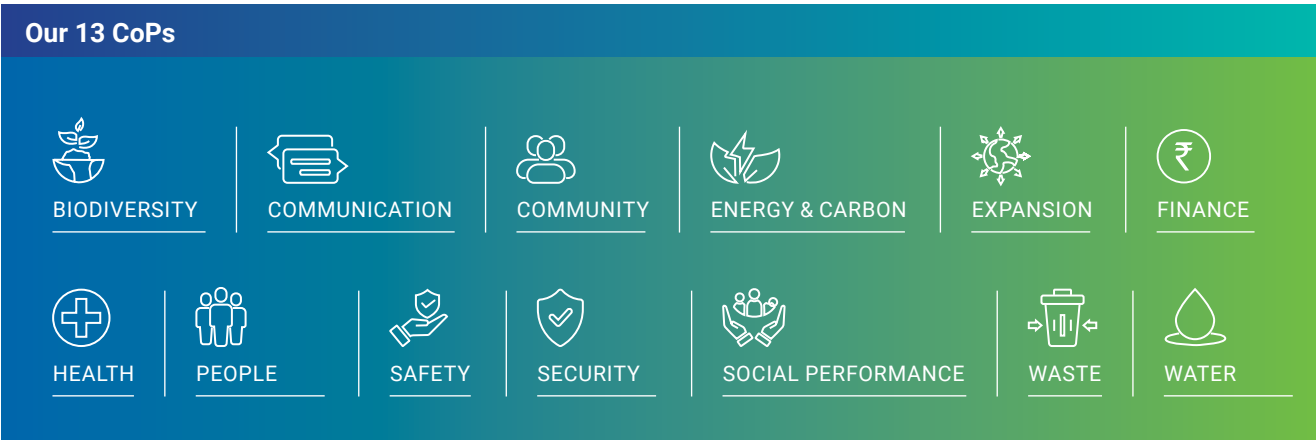 Our 13 CoPs
₹
BIODIVERSITY COMMUNICATION COMMUNITY ENERGY & CARBON EXPANSION FINANCE
HEALTH PEOPLE SAFETY SECURITY SOCIAL PERFORMANCE WASTE WATER